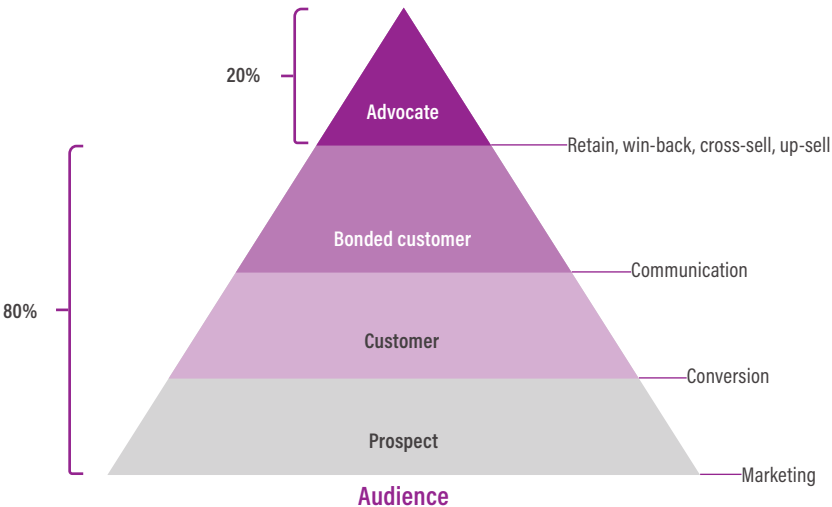 20%
Advocate
Retain, win-back, cross-sell, up-sell
Bonded customer
Communication
80%
Customer
Conversion
Prospect
Marketing
Audience